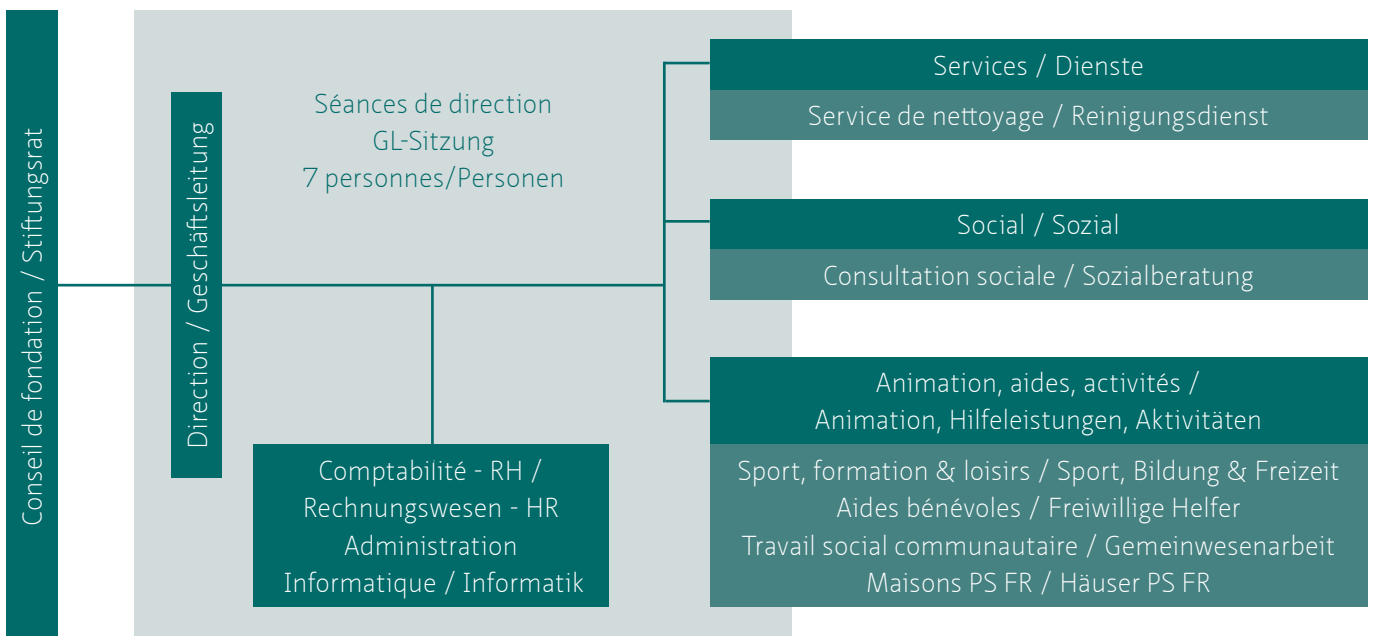 Conseil de fondation / Stiftungsrat
Direction / Geschäftsleitung
Séances de direction
GL-Sitzung
7 personnes/Personen
Comptabilité - RH /
Rechnungswesen - HR
Administration
Informatique / Informatik
Services / Dienste
Service de nettoyage / Reinigungsdienst
Social / Sozial
Consultation sociale / Sozialberatung
Animation, aides, activités /
Animation, Hilfeleistungen, Aktivitäten
Sport, formation & loisirs / Sport, Bildung & Freizeit
Aides bénévoles / Freiwillige Helfer
Travail social communautaire / Gemeinwesenarbeit
Maisons PS FR / Häuser PS FR